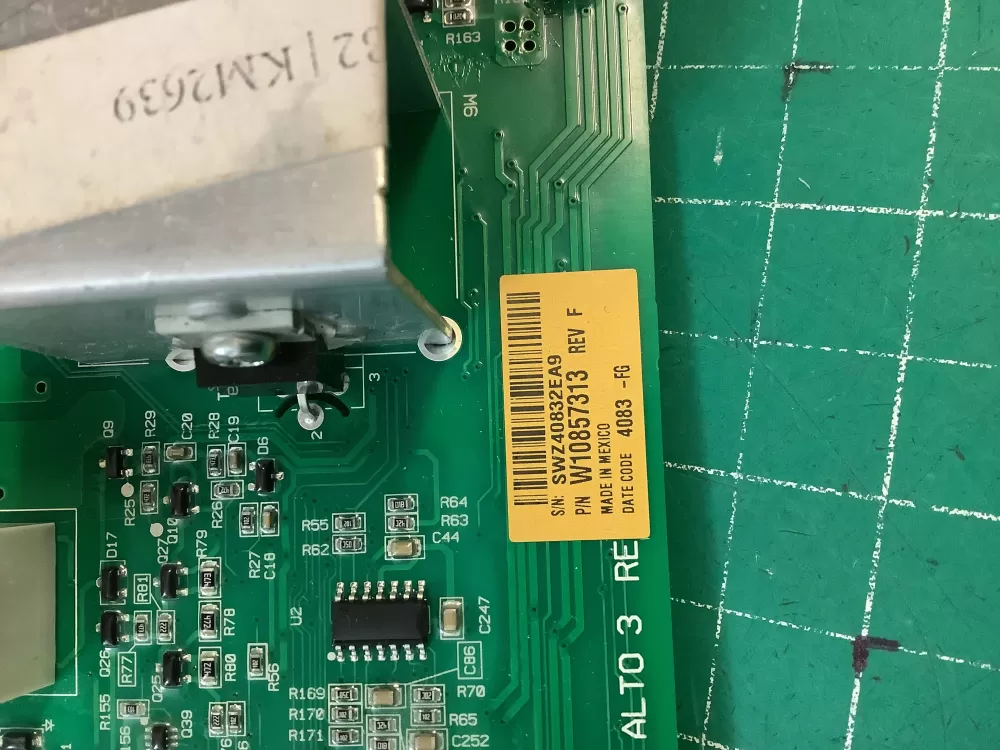 32 | KM2639
R163
M6
S/N: SWZ40832EA9
P/N W10857313 REV F
MADE IN MEXICO
DATE CODE 4083 -FG
ALTO 3 RE
3
2
Q9
R29
C20
R28
C19
D6
R25
Q10
R26
R27
C18
R55
R62
R64
R63
C44
D17
R81
Q27
R79
R78
Q26
R77
Q25
R80
R56
U2
C247
C86
R169
R170
R171
R70
R65
C252
R155
Q39